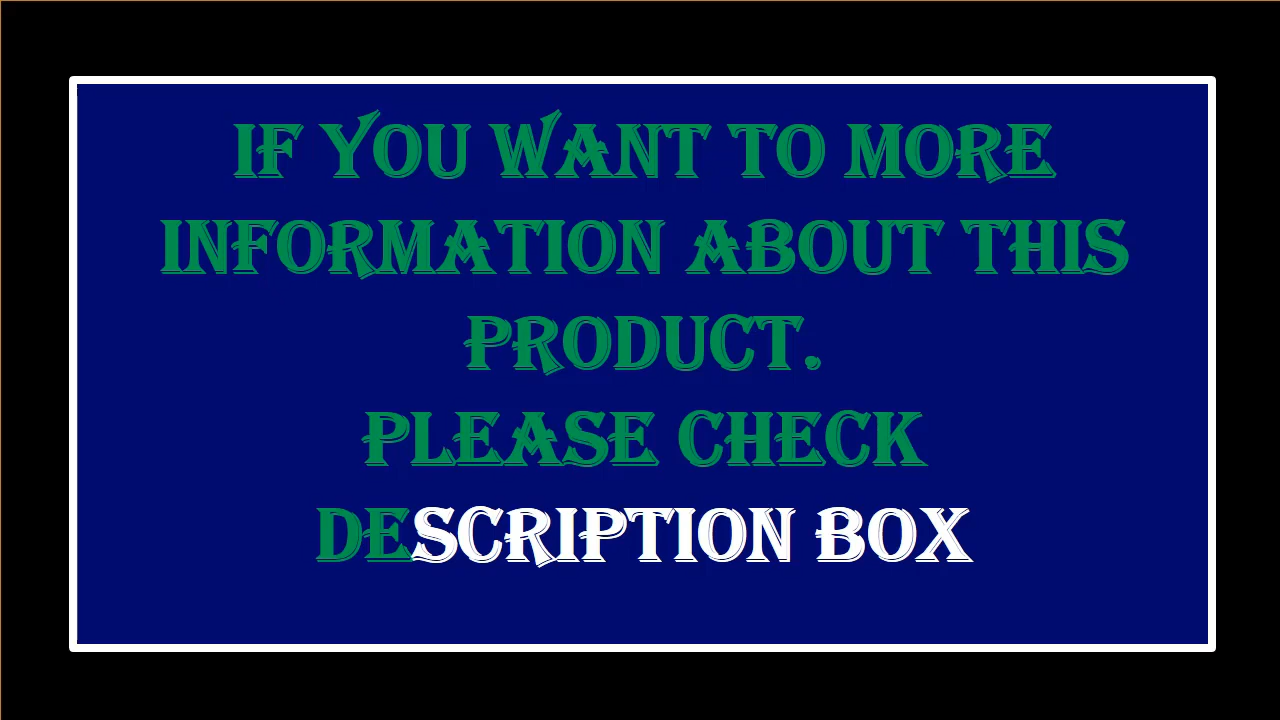 IF YOU WANT TO MORE
INFORMATION ABOUT THIS
PRODUCT.
PLEASE CHECK
DESCRIPTION BOX